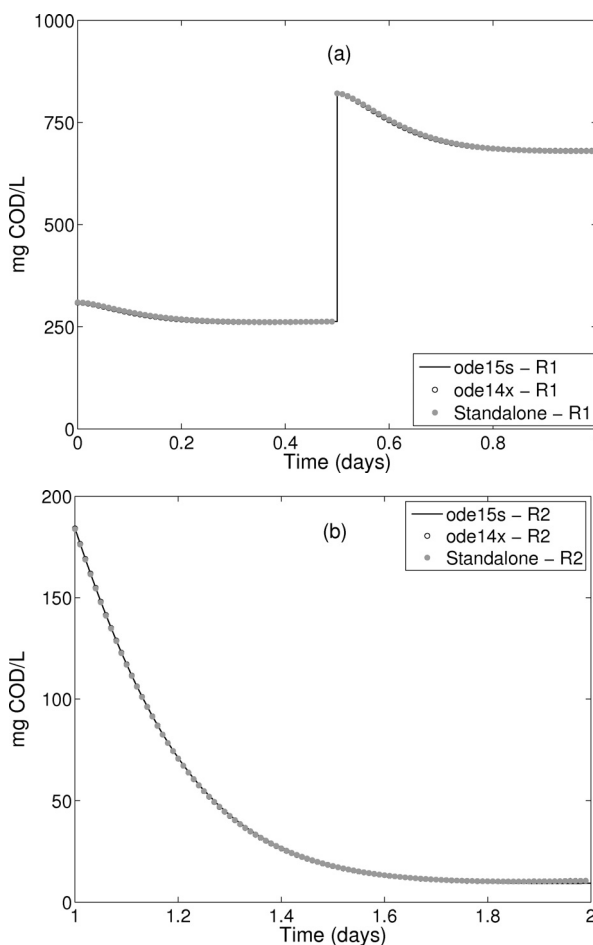 1000
(a)
750
mg COD/L
500
250
ode15s – R1
ode14x – R1
Standalone – R1
0
0 0.2 0.4 0.6 0.8
Time (days)
200
(b)
ode15s – R2
ode14x – R2
Standalone – R2
150
mg COD/L
100
50
0
1 1.2 1.4 1.6 1.8 2
Time (days)